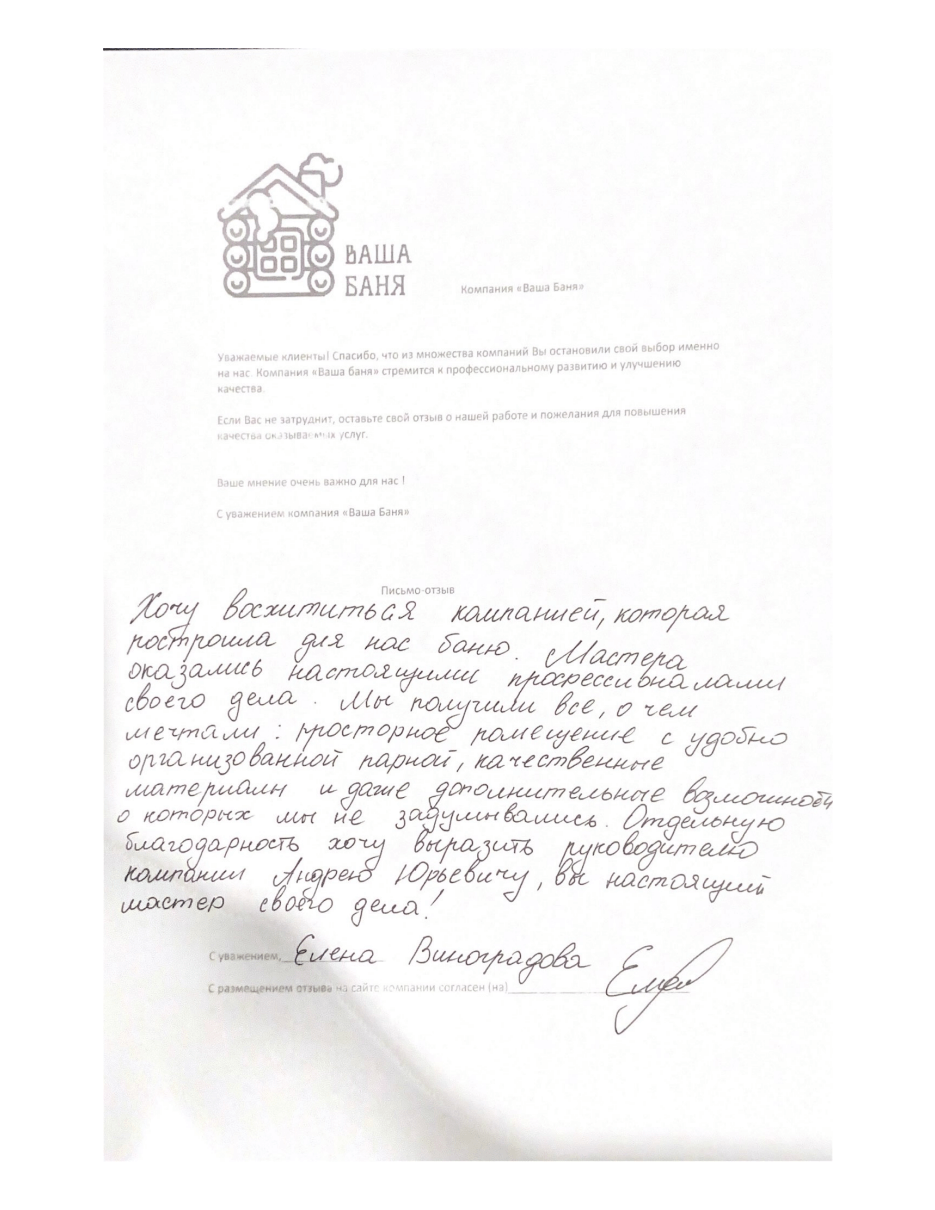 ВАША
БАНЯ
Компания «Ваша Баня»
Уважаемые клиенты! Спасибо, что из множества компаний Вы остановили свой выбор именно
на нас. Компания «Ваша баня» стремится к профессиональному развитию и улучшению
качества.
Если Вас не затруднит, оставьте свой отзыв о нашей работе и пожелания для повышения
качества оказываемых услуг.
Ваше мнение очень важно для нас !
С уважением компания «Ваша Баня»
Письмо-отзыв
Хочу восхититься компанией, которая
построила для нас баню. Мастера
оказались настоящими профессионалами
своего дела. Мы получили все, о чем
мечтали: просторное помещение с удобно
организованной парной, качественные
материалы и даже дополнительные возможности
о которых мы не задумывались. Отдельную
благодарность хочу выразить руководителю
компании Андрею Юрьевичу, вы настоящий
мастер своего дела!
С уважением, Елена Виноградова
С размещением отзыва на сайте компании согласен (на)